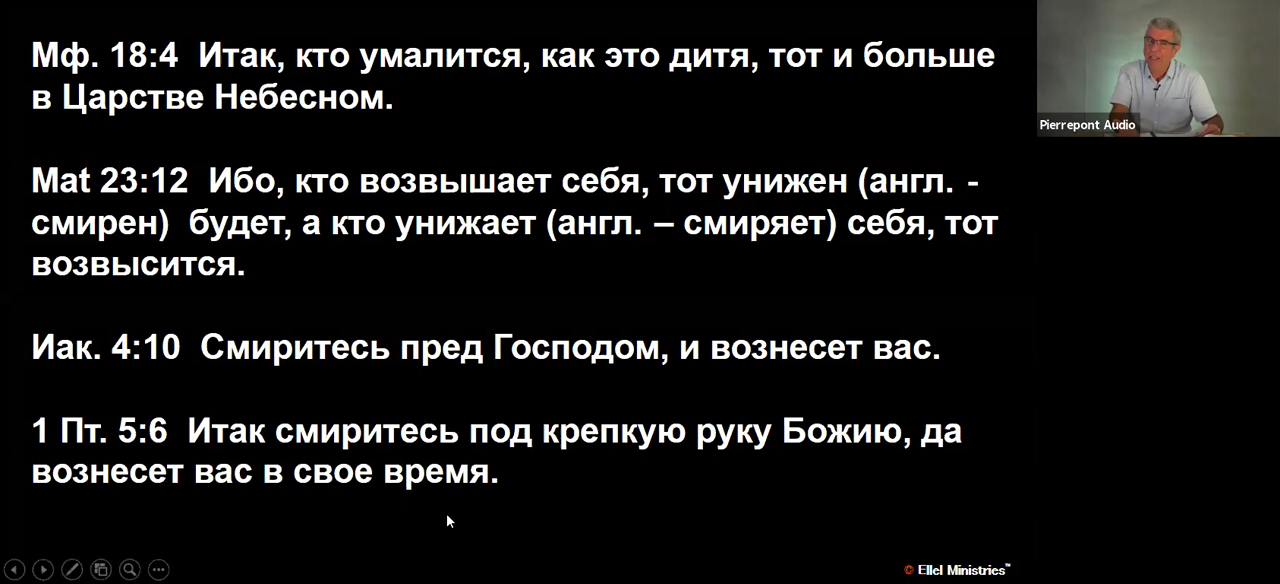 Мф. 18:4  Итак, кто умалится, как это дитя, тот и больше
в Царстве Небесном.
Mat 23:12  Ибо, кто возвышает себя, тот унижен (англ. -
смирен)  будет, а кто унижает (англ. – смиряет) себя, тот
возвысится.
Иак. 4:10  Смиритесь пред Господом, и вознесет вас.
1 Пт. 5:6  Итак смиритесь под крепкую руку Божию, да
вознесет вас в свое время.
© Ellel Ministries™
Pierrepont Audio